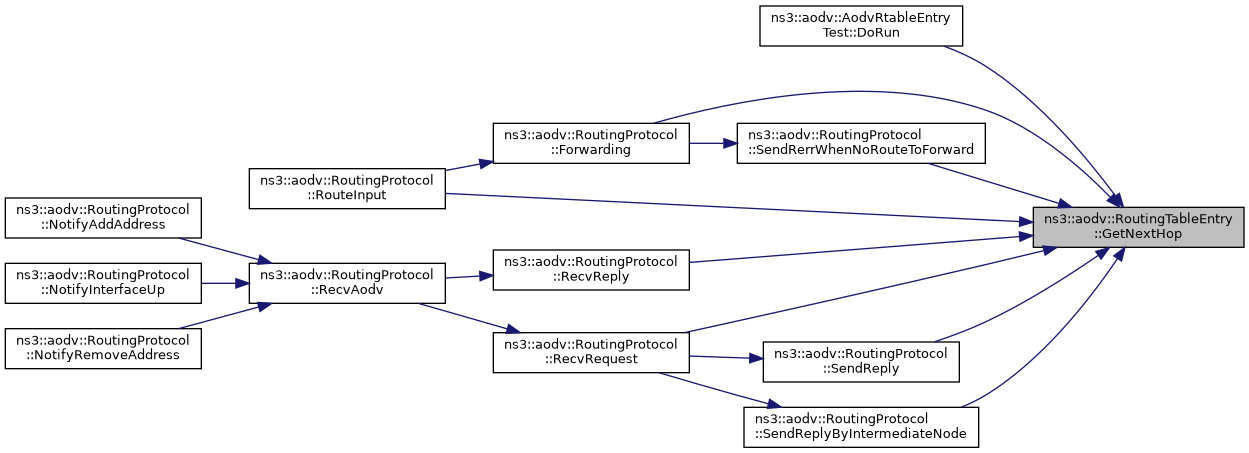 ns3::aodv::AodvRtableEntry
Test::DoRun
ns3::aodv::RoutingProtocol
::Forwarding
ns3::aodv::RoutingProtocol
::SendRerrWhenNoRouteToForward
ns3::aodv::RoutingProtocol
::RouteInput
ns3::aodv::RoutingProtocol
::NotifyAddAddress
ns3::aodv::RoutingTableEntry
::GetNextHop
ns3::aodv::RoutingProtocol
::NotifyInterfaceUp
ns3::aodv::RoutingProtocol
::RecvAodv
ns3::aodv::RoutingProtocol
::RecvReply
ns3::aodv::RoutingProtocol
::NotifyRemoveAddress
ns3::aodv::RoutingProtocol
::RecvRequest
ns3::aodv::RoutingProtocol
::SendReply
ns3::aodv::RoutingProtocol
::SendReplyByIntermediateNode